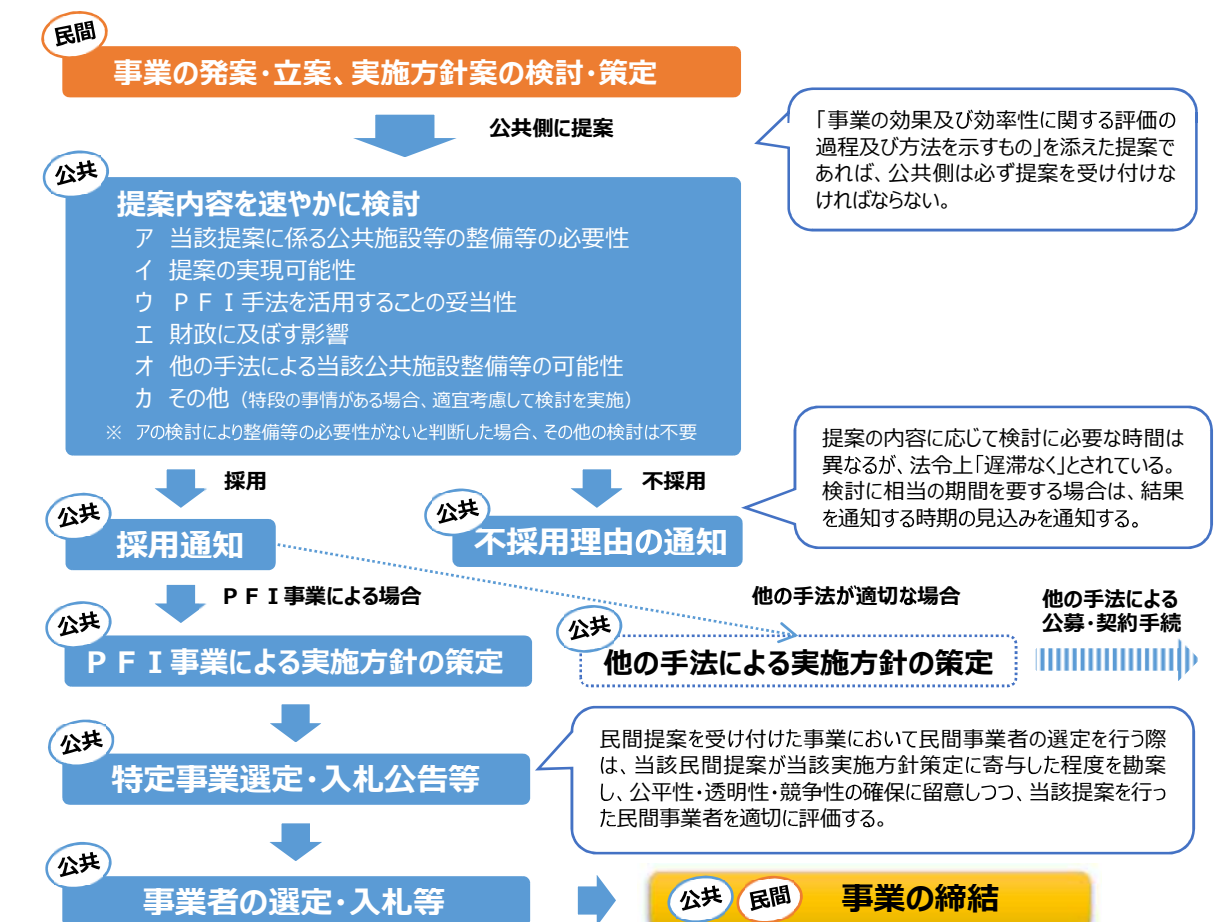 民間
事業の発案・立案、実施方針案の検討・策定
公共側に提案
「事業の効果及び効率性に関する評価の
過程及び方法を示すもの」を添えた提案で
あれば、公共側は必ず提案を受け付けな
ければならない。
公共
提案内容を速やかに検討
ア 当該提案に係る公共施設等の整備等の必要性
イ 提案の実現可能性
ウ ＰＦＩ手法を活用することの妥当性
エ 財政に及ぼす影響
オ 他の手法による当該公共施設整備等の可能性
カ その他（特段の事情がある場合、適宜考慮して検討を実施）
※ アの検討により整備等の必要性がないと判断した場合、その他の検討は不要
提案の内容に応じて検討に必要な時間は
異なるが、法令上「遅滞なく」とされている。
検討に相当の期間を要する場合は、結果
を通知する時期の見込みを通知する。
採用
不採用
公共
採用通知
公共
不採用理由の通知
ＰＦＩ事業による場合
他の手法が適切な場合
他の手法による
公募・契約手続
公共
ＰＦＩ事業による実施方針の策定
公共
他の手法による実施方針の策定
公共
特定事業選定・入札公告等
民間提案を受け付けた事業において民間事業者の選定を行う際
は、当該民間提案が当該実施方針策定に寄与した程度を勘案
し、公平性・透明性・競争性の確保に留意しつつ、当該提案を行っ
た民間事業者を適切に評価する。
公共
事業者の選定・入札等
公共 民間 事業の締結